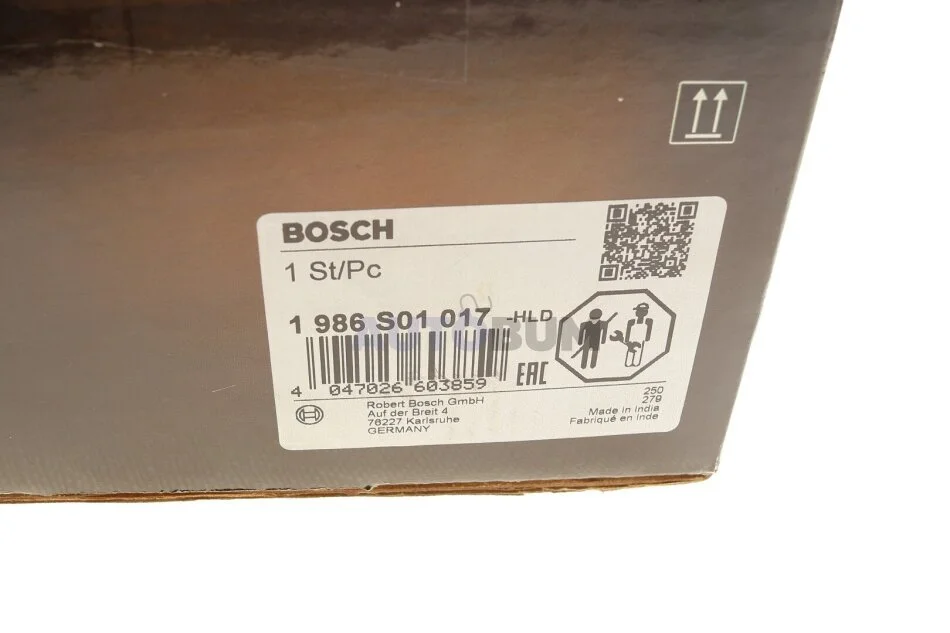 BOSCH
1 St/Pc
1 986 S01 017 -HLD
AUTOBUM
4 047026 603859
EAC
Robert Bosch GmbH
Auf der Breit 4
76227 Karlsruhe
GERMANY
250
279
Made in India
Fabriqué en Inde